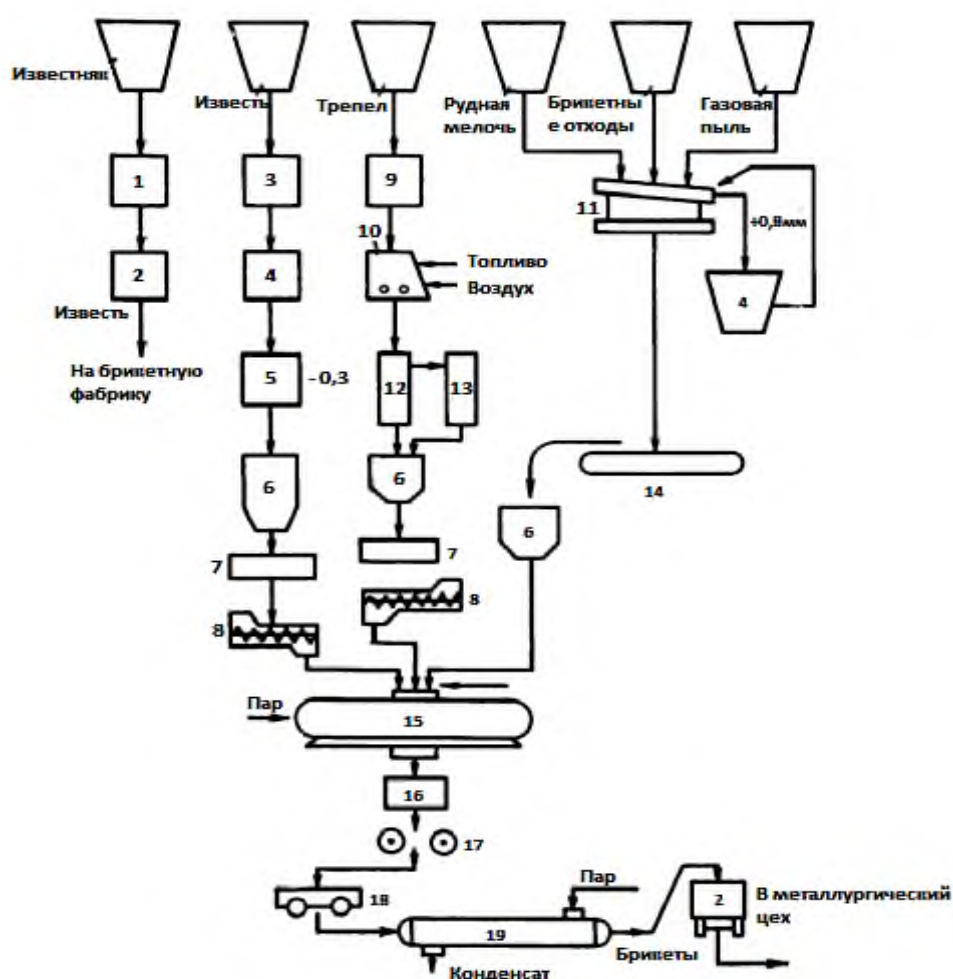 Известняк
Известь
Трепел
Рудная
мелочь
Брикетны
е отходы
Газовая
пыль
1
3
9
11
+0,8мм
10
2
4
Топливо
Воздух
4
Известь
На брикетную
фабрику
5
- 0,3
12
13
6
6
14
6
7
7
8
8
Пар
15
16
17
18
Пар
19
Конденсат
Брикеты
2
В металлургический
цех